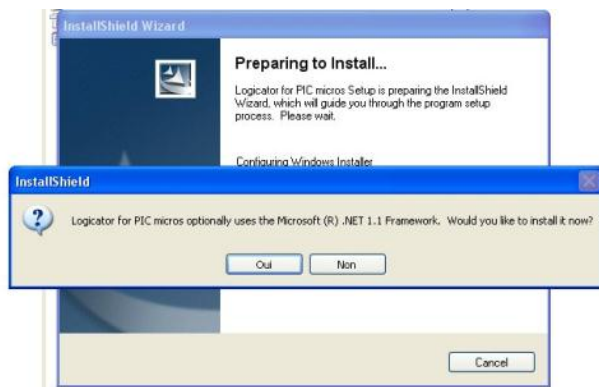 InstallShield Wizard
Preparing to Install...
Logicator for PIC micros Setup is preparing the InstallShield
Wizard, which will guide you through the program setup
process. Please wait.
Configuring Windows Installer
InstallShield
Logicator for PIC micros optionally uses the Microsoft (R) .NET 1.1 Framework. Would you like to install it now?
Oui
Non
Cancel